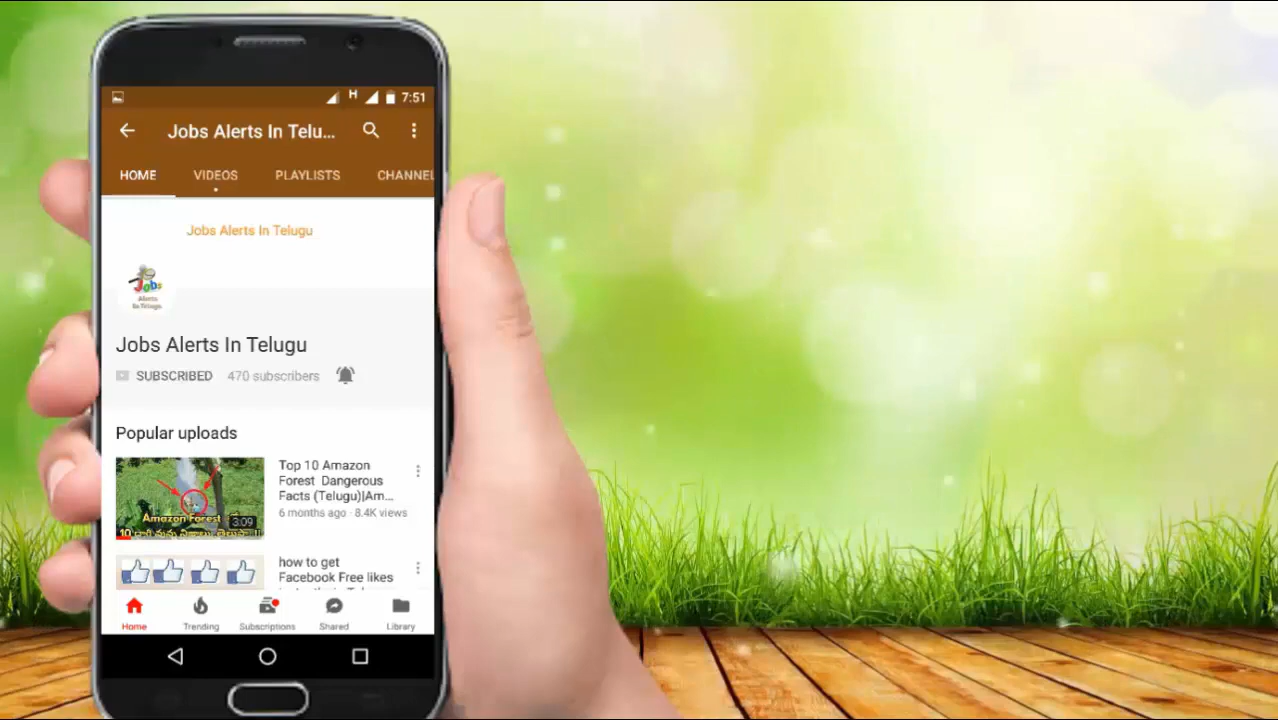 H 7:51
Jobs Alerts In Telu...
HOME VIDEOS PLAYLISTS CHANNEL
Jobs Alerts In Telugu
Jobs
Alerts
In Telugu
Jobs Alerts In Telugu
SUBSCRIBED 470 subscribers
Popular uploads
Top 10 Amazon
Forest Dangerous
Facts (Telugu)|Am...
6 months ago · 8.4K views
Amazon Forest
3:09
10
how to get
Facebook Free likes
Home Trending Subscriptions Shared Library